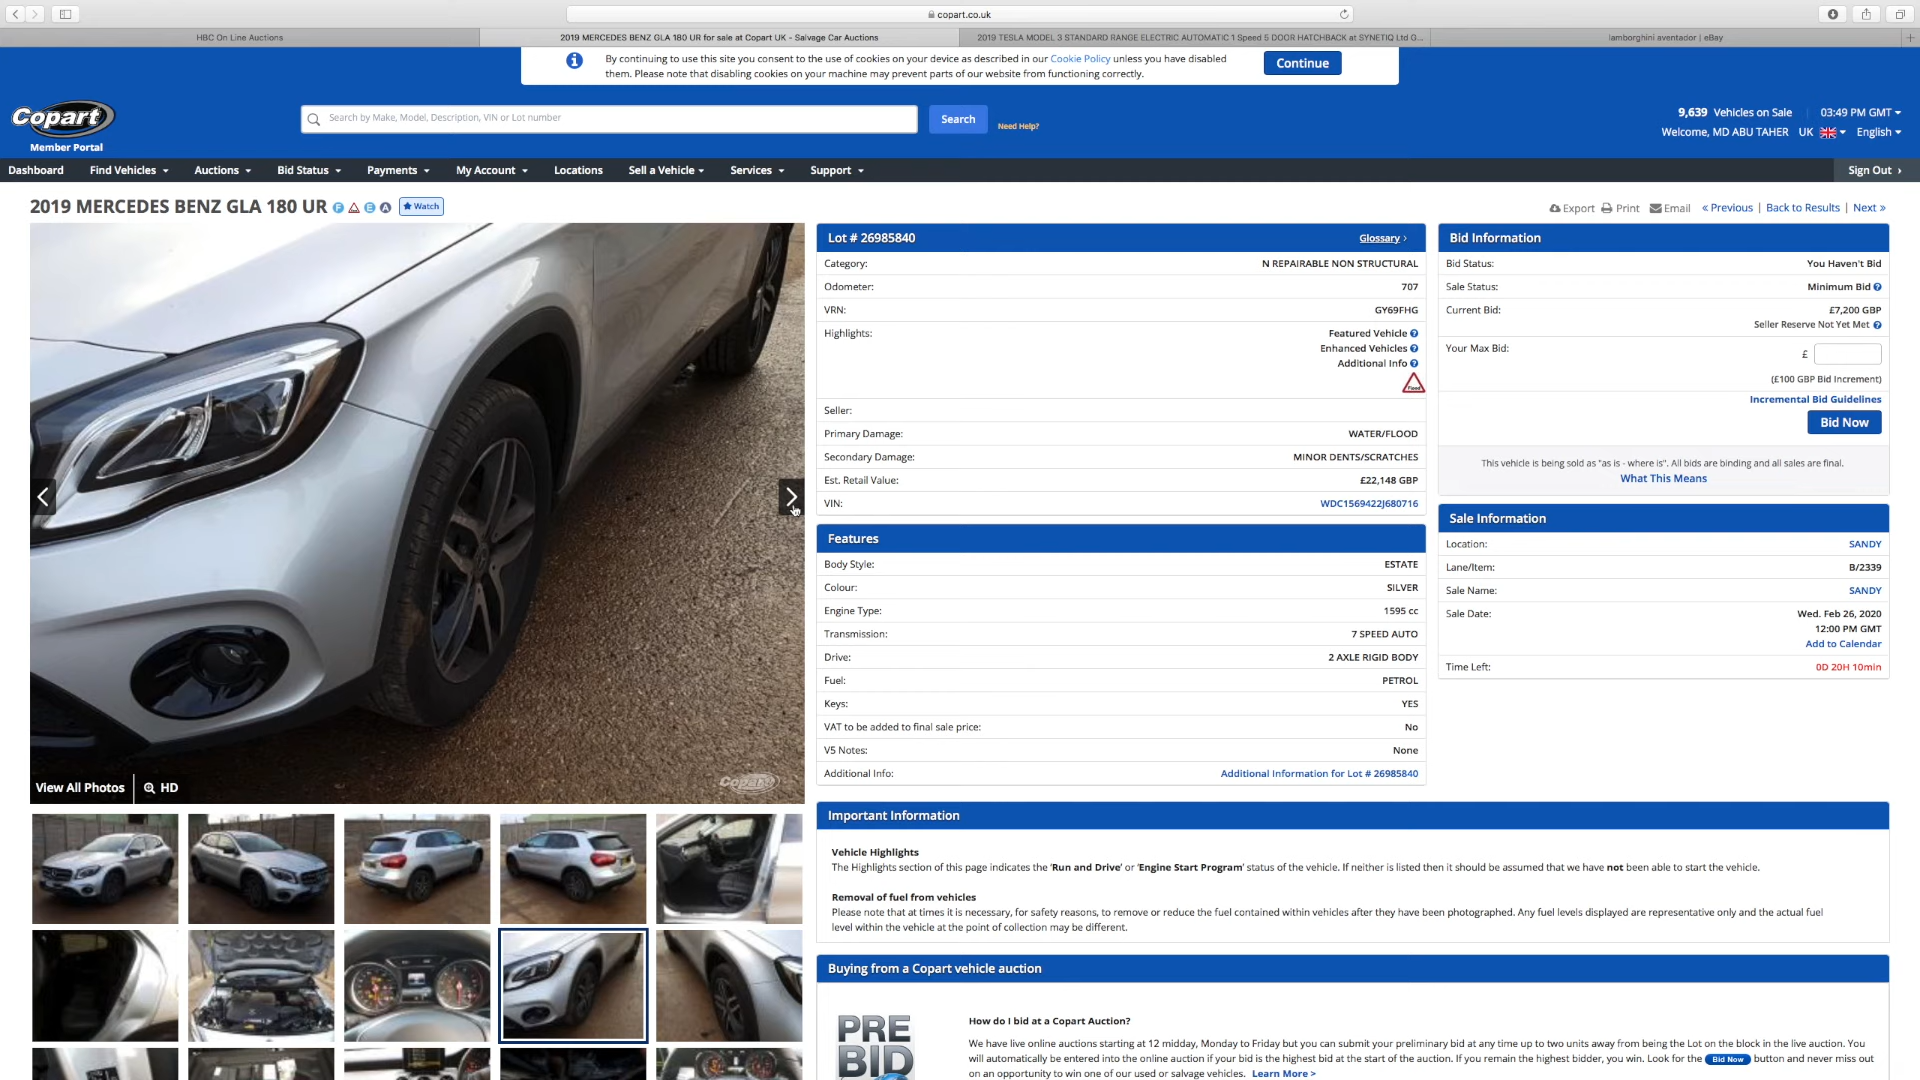 copart.co.uk
HBC On Line Auctions
2019 MERCEDES BENZ GLA 180 UR for sale at Copart UK - Salvage Car Auctions
2019 TESLA MODEL 3 STANDARD RANGE ELECTRIC AUTOMATIC 1 Speed 5 DOOR HATCHBACK at SYNETIQ Ltd G...
lamborghini aventador | eBay
By continuing to use this site you consent to the use of cookies on your device as described in our Cookie Policy unless you have disabled
them. Please note that disabling cookies on your machine may prevent parts of our website from functioning correctly.
Continue
Copart
Member Portal
Search by Make, Model, Description, VIN or Lot number
Search
Need Help?
9,639 Vehicles on Sale
03:49 PM GMT
Welcome, MD ABU TAHER UK English
Dashboard Find Vehicles Auctions Bid Status Payments My Account Locations Sell a Vehicle Services Support Sign Out
2019 MERCEDES BENZ GLA 180 UR F E A Watch
Export Print Email « Previous | Back to Results | Next »
View All Photos HD
Copart
Lot # 26985840 Glossary
Category: N REPAIRABLE NON STRUCTURAL
Odometer: 707
VRN: GY69FHG
Highlights: Featured Vehicle
Enhanced Vehicles
Additional Info
Flood
Seller:
Primary Damage: WATER/FLOOD
Secondary Damage: MINOR DENTS/SCRATCHES
Est. Retail Value: £22,148 GBP
VIN: WDC1569422J680716
Features
Body Style: ESTATE
Colour: SILVER
Engine Type: 1595 cc
Transmission: 7 SPEED AUTO
Drive: 2 AXLE RIGID BODY
Fuel: PETROL
Keys: YES
VAT to be added to final sale price: No
V5 Notes: None
Additional Info: Additional Information for Lot # 26985840
Bid Information
Bid Status: You Haven't Bid
Sale Status: Minimum Bid
Current Bid: £7,200 GBP
Seller Reserve Not Yet Met
Your Max Bid: £
(£100 GBP Bid Increment)
Incremental Bid Guidelines
Bid Now
This vehicle is being sold as "as is - where is". All bids are binding and all sales are final.
What This Means
Sale Information
Location: SANDY
Lane/Item: B/2339
Sale Name: SANDY
Sale Date: Wed. Feb 26, 2020
12:00 PM GMT
Add to Calendar
Time Left: 0D 20H 10min
Important Information
Vehicle Highlights
The Highlights section of this page indicates the 'Run and Drive' or 'Engine Start Program' status of the vehicle. If neither is listed then it should be assumed that we have not been able to start the vehicle.
Removal of fuel from vehicles
Please note that at times it is necessary, for safety reasons, to remove or reduce the fuel contained within vehicles after they have been photographed. Any fuel levels displayed are representative only and the actual fuel
level within the vehicle at the point of collection may be different.
Buying from a Copart vehicle auction
PRE
BID
How do I bid at a Copart Auction?
We have live online auctions starting at 12 midday, Monday to Friday but you can submit your preliminary bid at any time up to two units away from being the Lot on the block in the live auction. You
will automatically be entered into the online auction if your bid is the highest bid at the start of the auction. If you remain the highest bidder, you win. Look for the Bid Now button and never miss out
on an opportunity to win one of our used or salvage vehicles. Learn More >